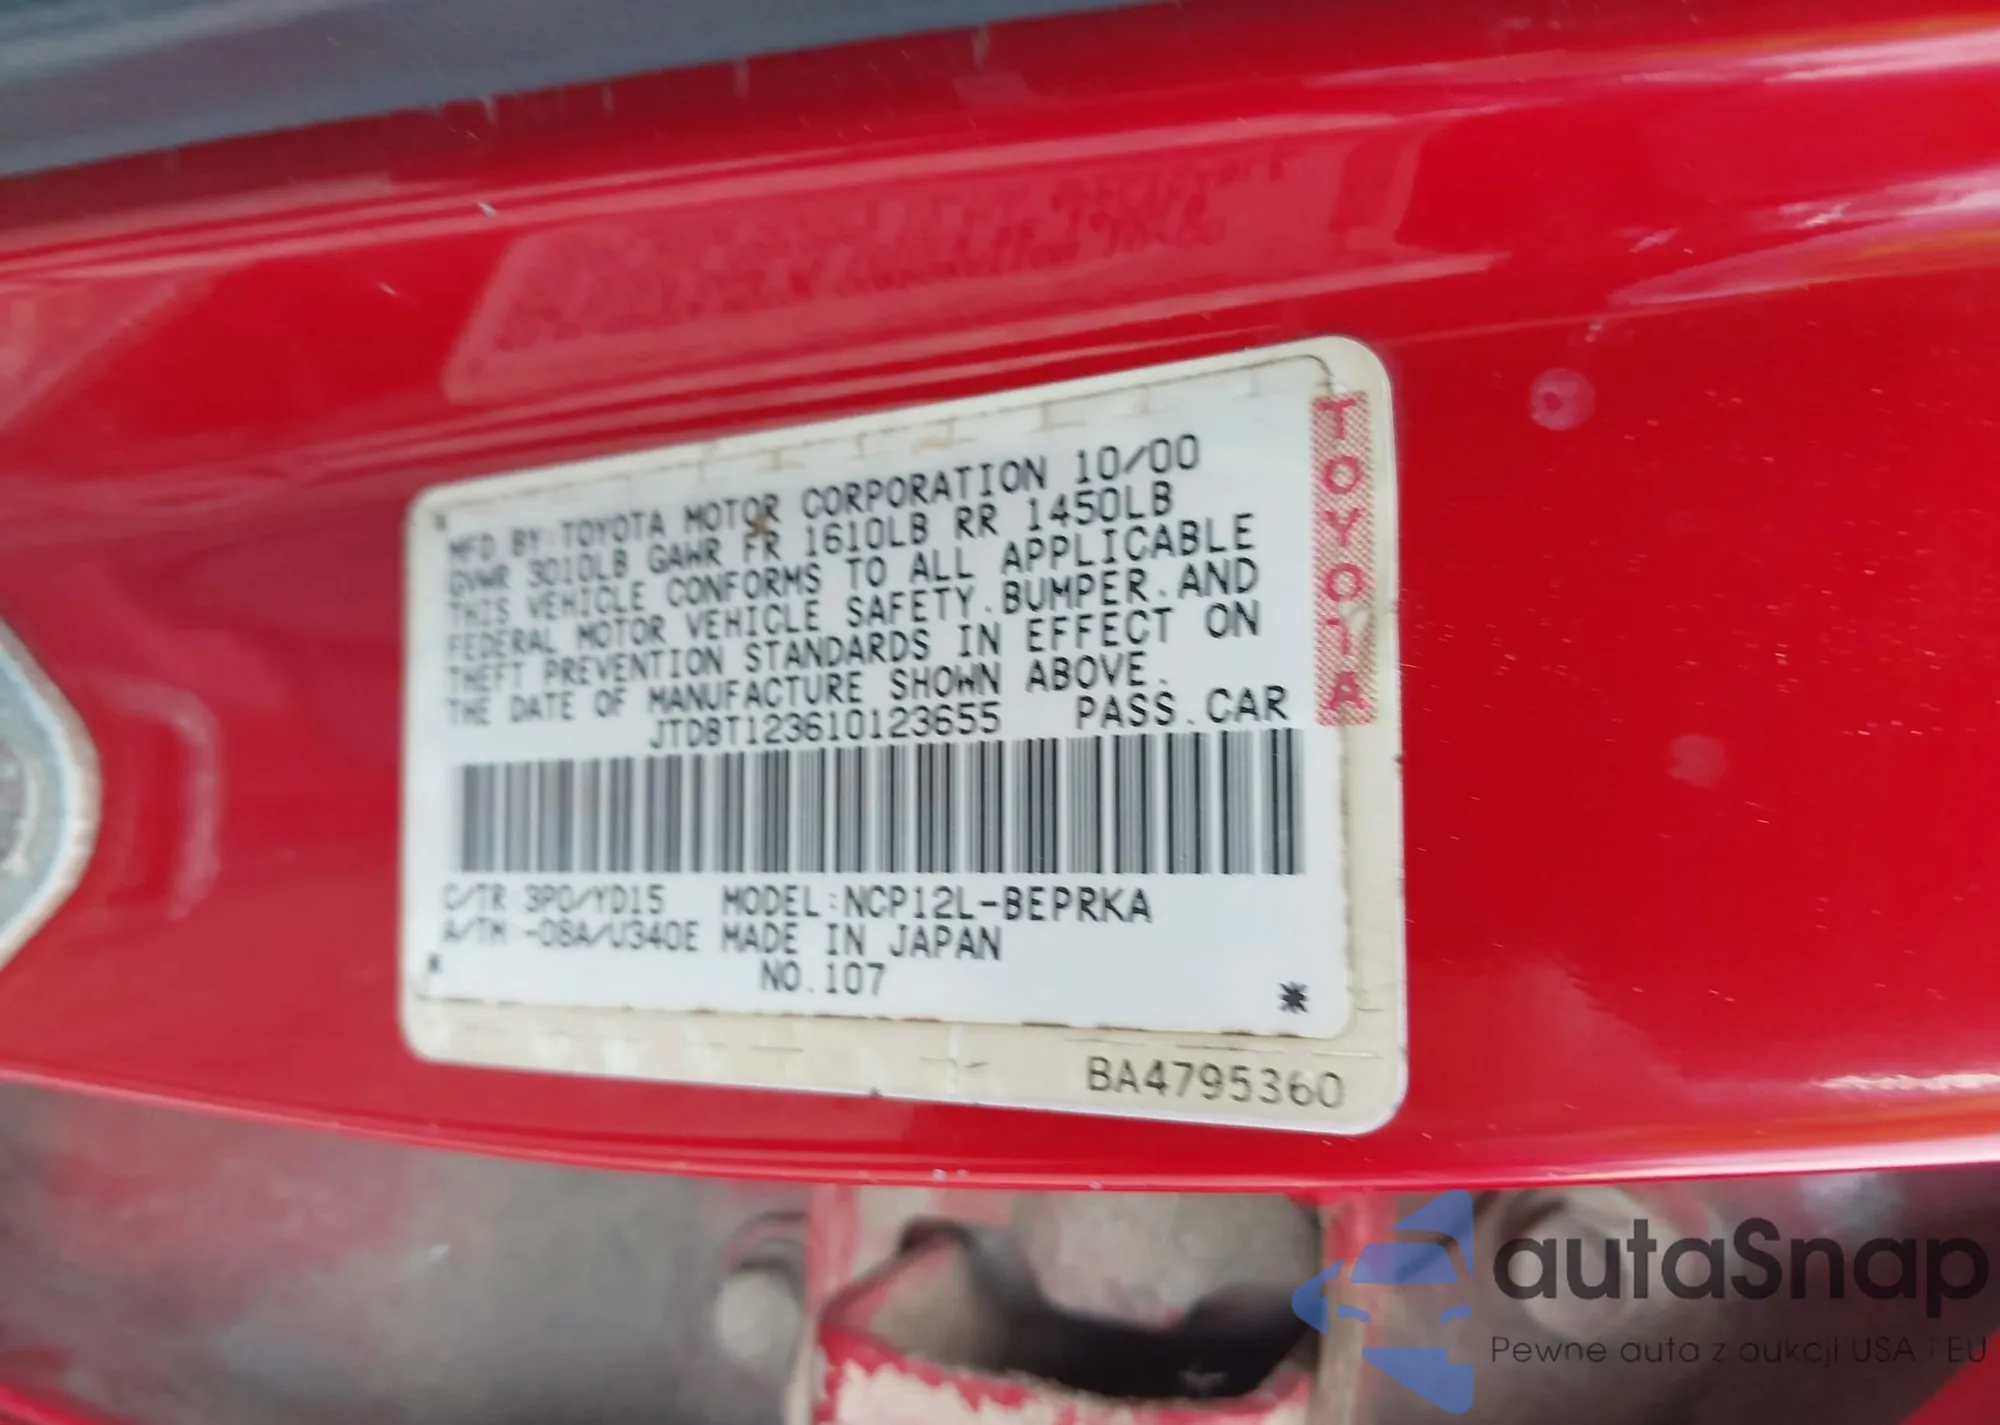 MFD BY:TOYOTA MOTOR CORPORATION 10/00
GVWR 3010LB GAWR FR 1610LB RR 1450LB
THIS VEHICLE CONFORMS TO ALL APPLICABLE
FEDERAL MOTOR VEHICLE SAFETY.BUMPER.AND
THEFT PREVENTION STANDARDS IN EFFECT ON
THE DATE OF MANUFACTURE SHOWN ABOVE.
JTDBT123610123655 PASS.CAR
C/TR 3P0/YD15 MODEL:NCP12L-BEPRKA
A/TM -08A/U340E MADE IN JAPAN
NO.107
*
TOYOTA
BA4795360
autaSnap
Pewne auta z aukcji USA i EU